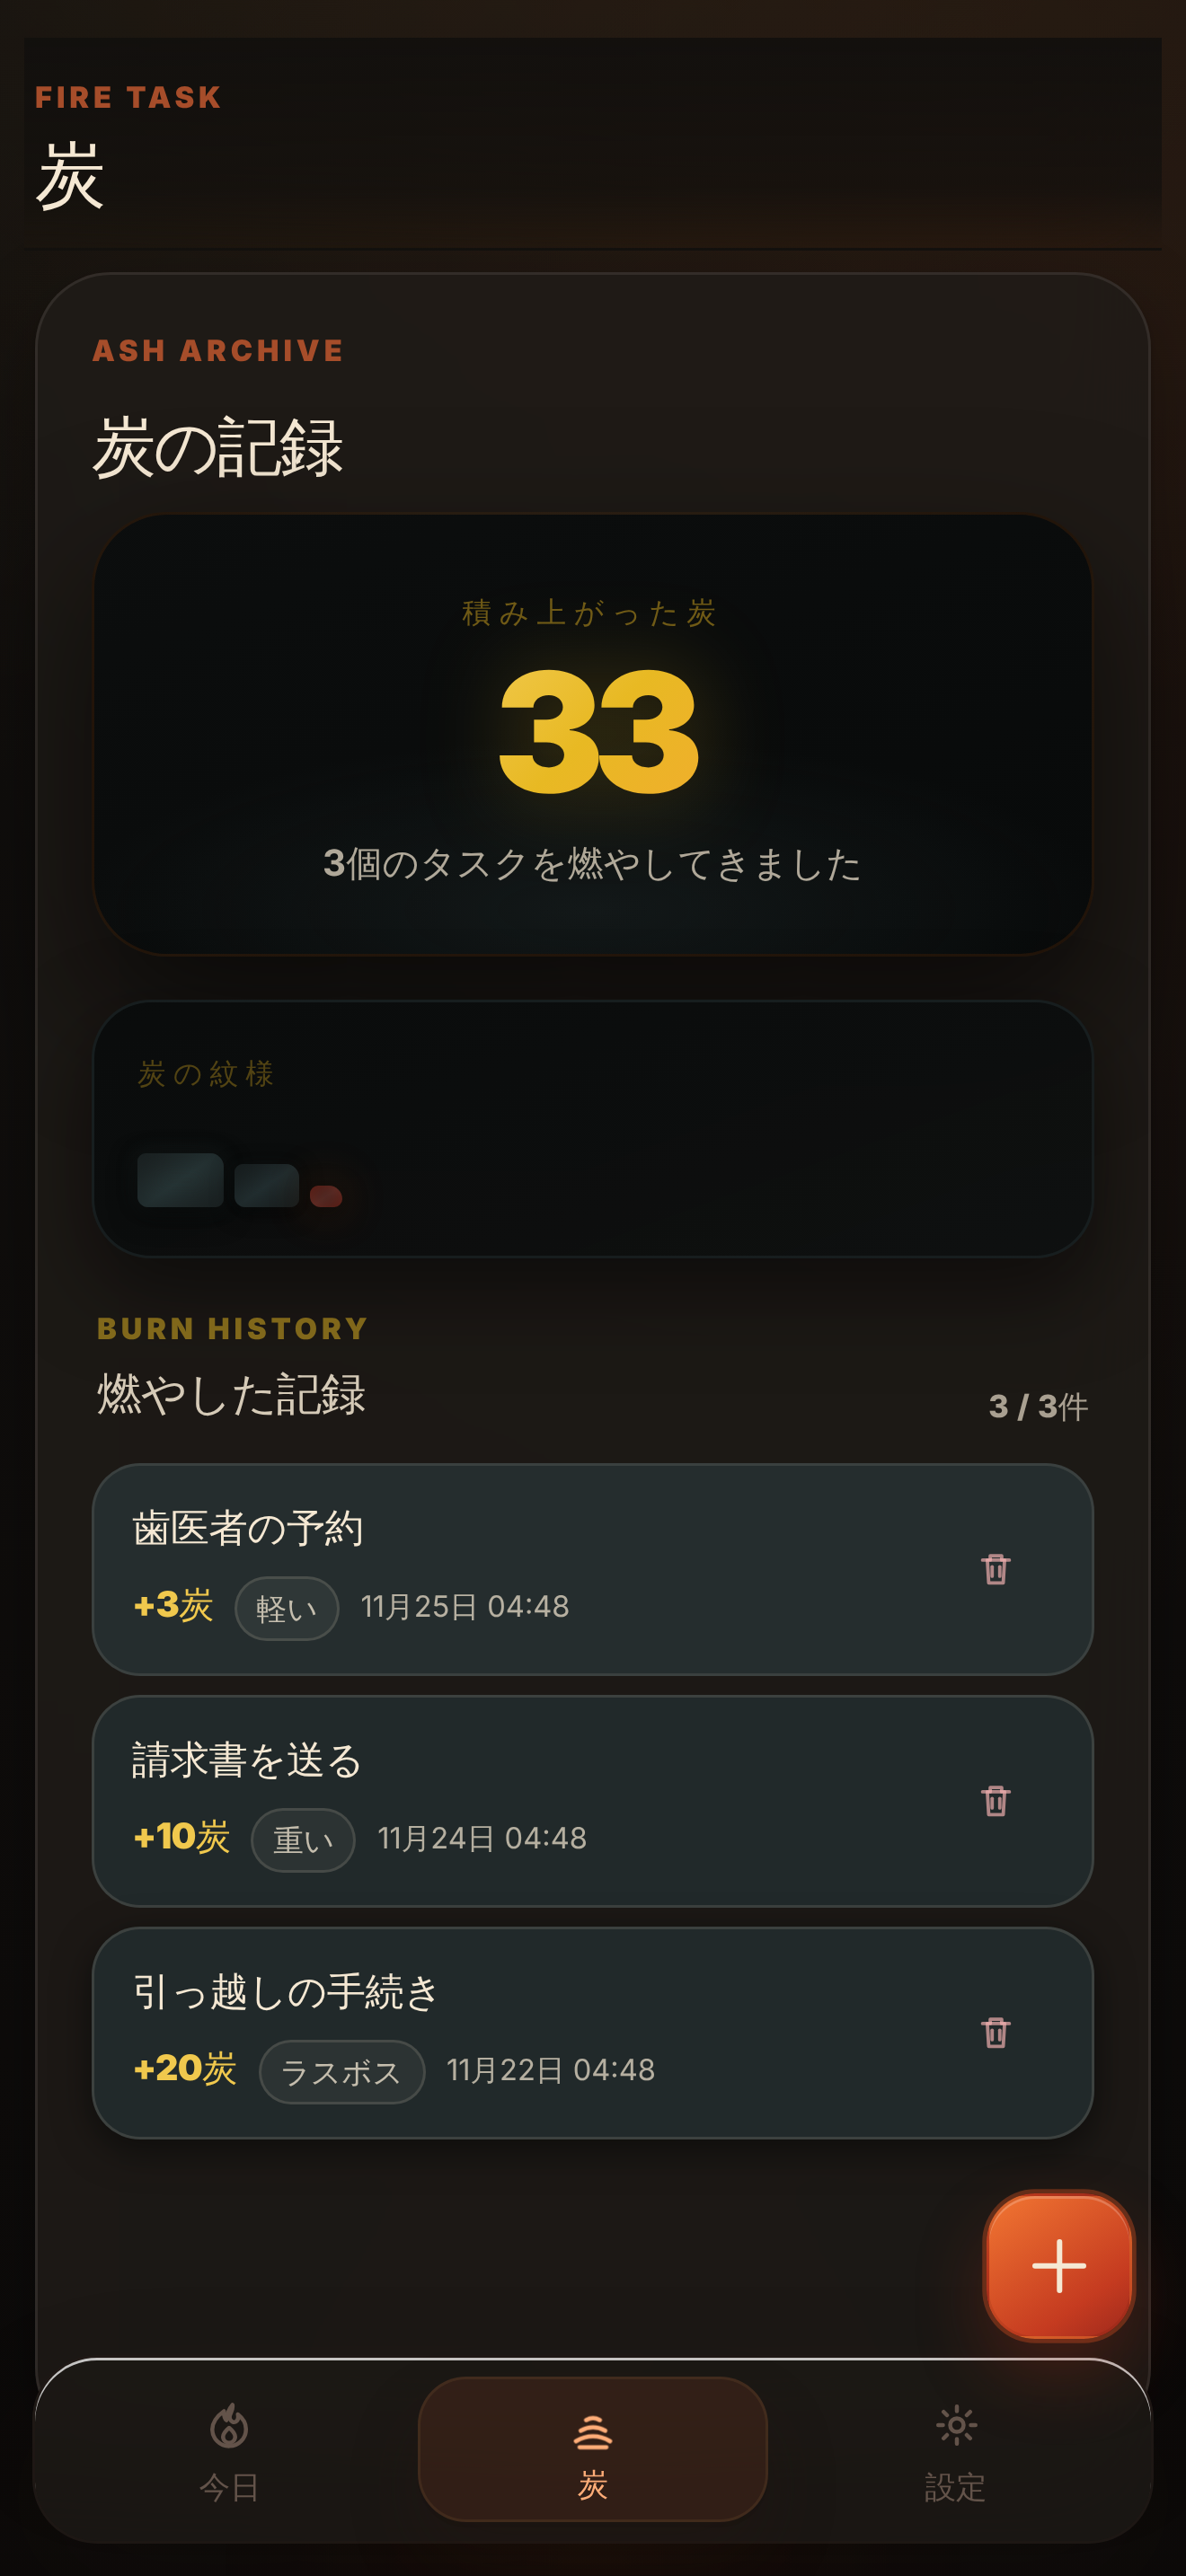 FIRE TASK
炭
ASH ARCHIVE
炭の記録
積み上がった炭
33
3個のタスクを燃やしてきました
炭の紋様
BURN HISTORY
燃やした記録
3 / 3件
歯医者の予約
+3炭 軽い 11月25日 04:48
請求書を送る
+10炭 重い 11月24日 04:48
引っ越しの手続き
+20炭 ラスボス 11月22日 04:48
今日 炭 設定